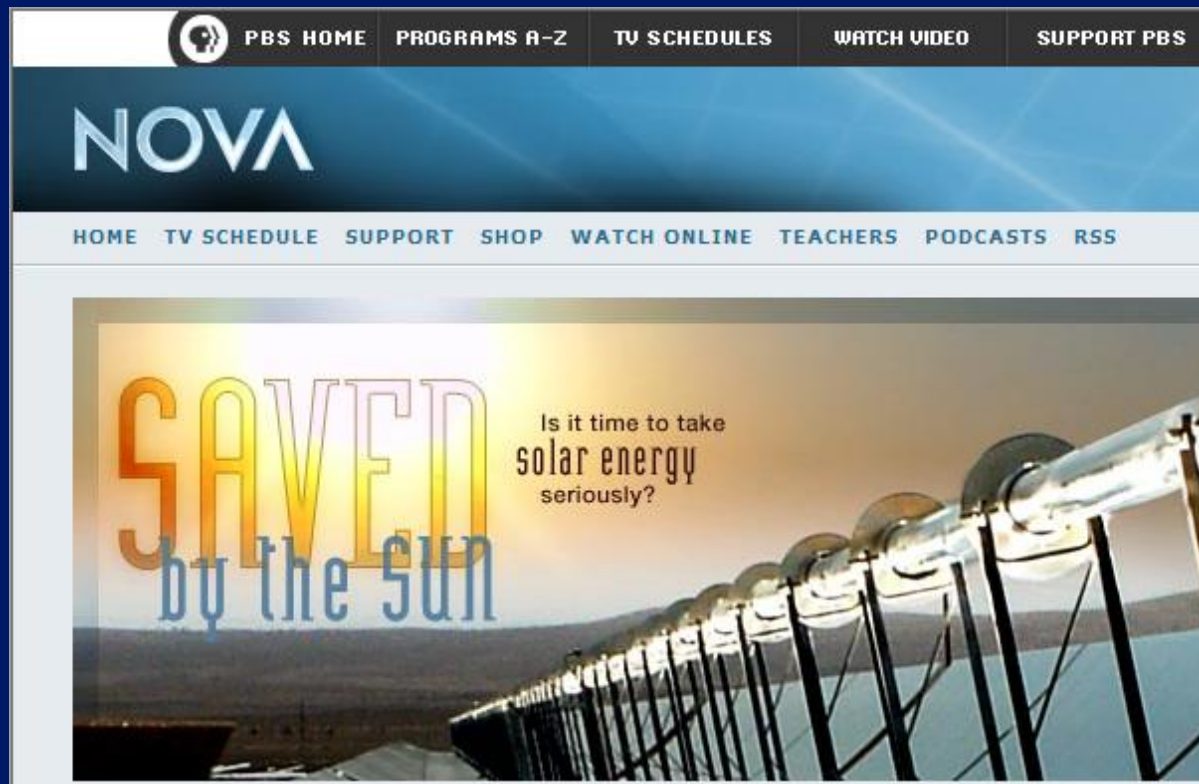 PBS HOME PROGRAMS A-Z TV SCHEDULES WATCH VIDEO SUPPORT PBS
NOVA
HOME TV SCHEDULE SUPPORT SHOP WATCH ONLINE TEACHERS PODCASTS RSS
SAVED
by the SUN
Is it time to take
solar energy
seriously?